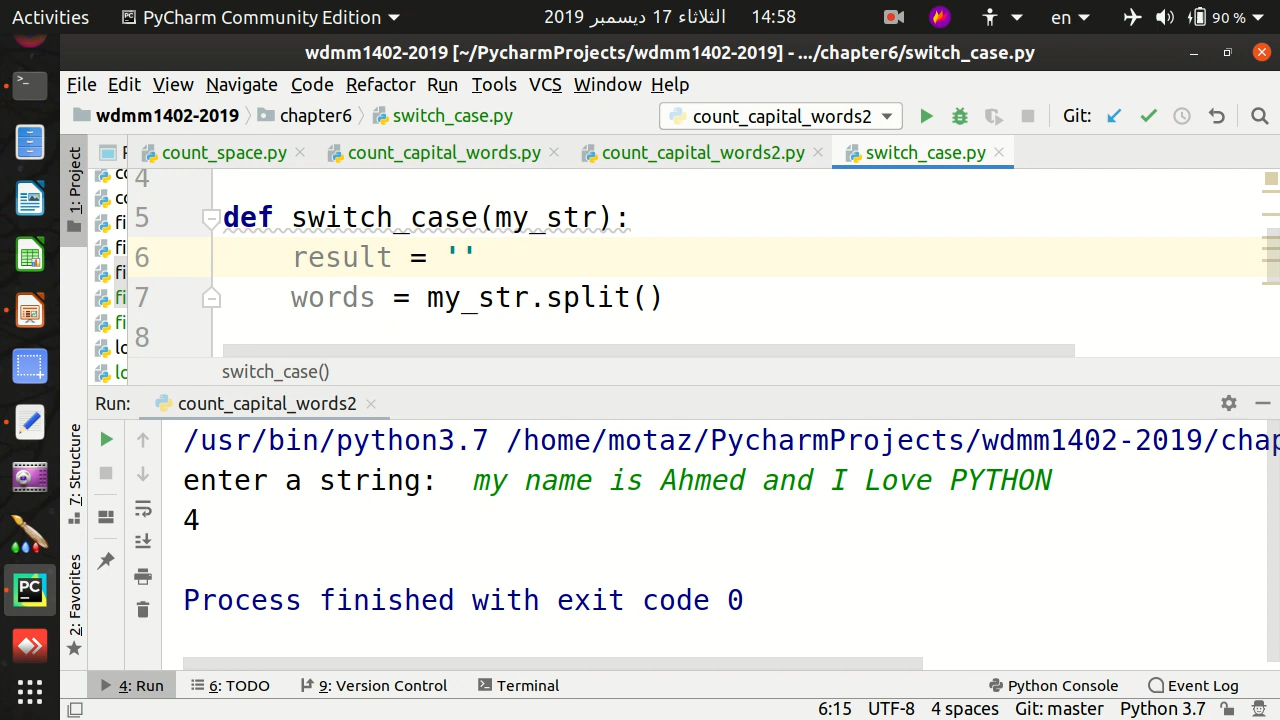 Activities PyCharm Community Edition الثلاثاء 17 ديسمبر 2019 14:58 en 90 %
wdmm1402-2019 [~/PycharmProjects/wdmm1402-2019] - .../chapter6/switch_case.py
File Edit View Navigate Code Refactor Run Tools VCS Window Help
wdmm1402-2019 chapter6 switch_case.py count_capital_words2 Git:
1: Project
count_space.py count_capital_words.py count_capital_words2.py switch_case.py
4
5 def switch_case(my_str):
6 result = ''
7 words = my_str.split()
8
switch_case()
Run: count_capital_words2
/usr/bin/python3.7 /home/motaz/PycharmProjects/wdmm1402-2019/chap
enter a string: my name is Ahmed and I Love PYTHON
4
Process finished with exit code 0
7: Structure
2: Favorites
4: Run 6: TODO 9: Version Control Terminal Python Console Event Log
6:15 UTF-8 4 spaces Git: master Python 3.7